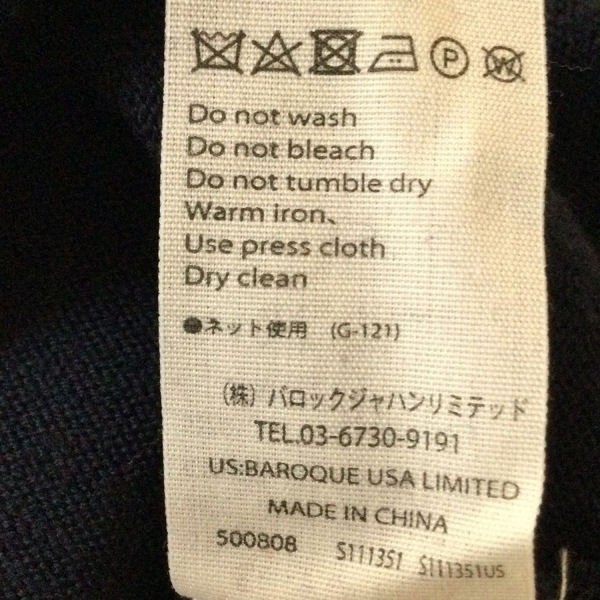 Do not wash
Do not bleach
Do not tumble dry
Warm iron、
Use press cloth
Dry clean
●ネット使用 (G-121)
（株）バロックジャパンリミテッド
TEL.03-6730-9191
US:BAROQUE USA LIMITED
MADE IN CHINA
500808 S111351 S111351US